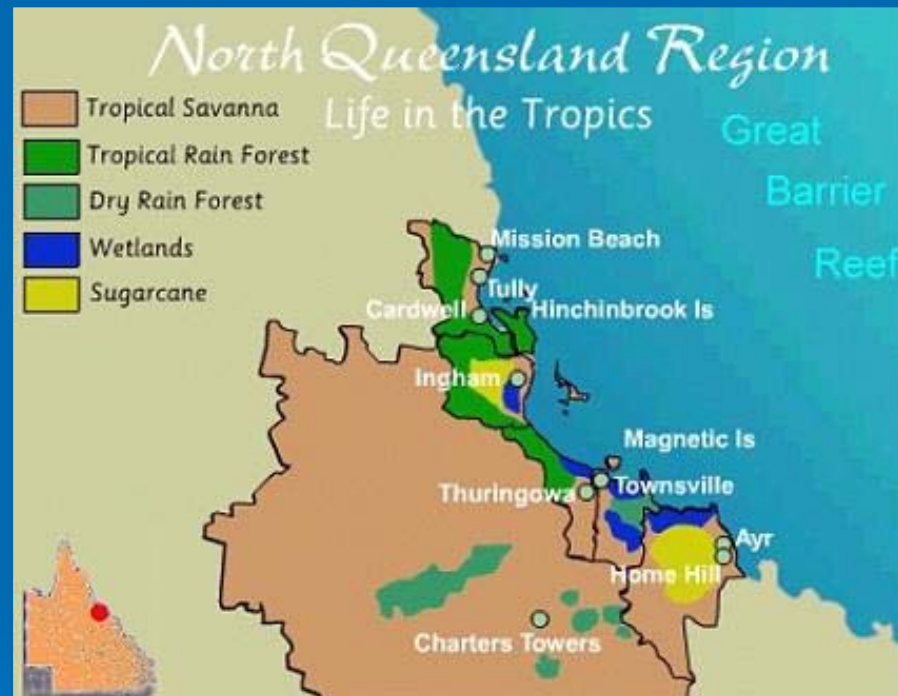 North Queensland Region
Life in the Tropics
Tropical Savanna
Tropical Rain Forest
Dry Rain Forest
Wetlands
Sugarcane
Great
Barrier
Reef
Mission Beach
Tully
Cardwell
Hinchinbrook Is
Ingham
Magnetic Is
Thuringowa
Townsville
Ayr
Home Hill
Charters Towers